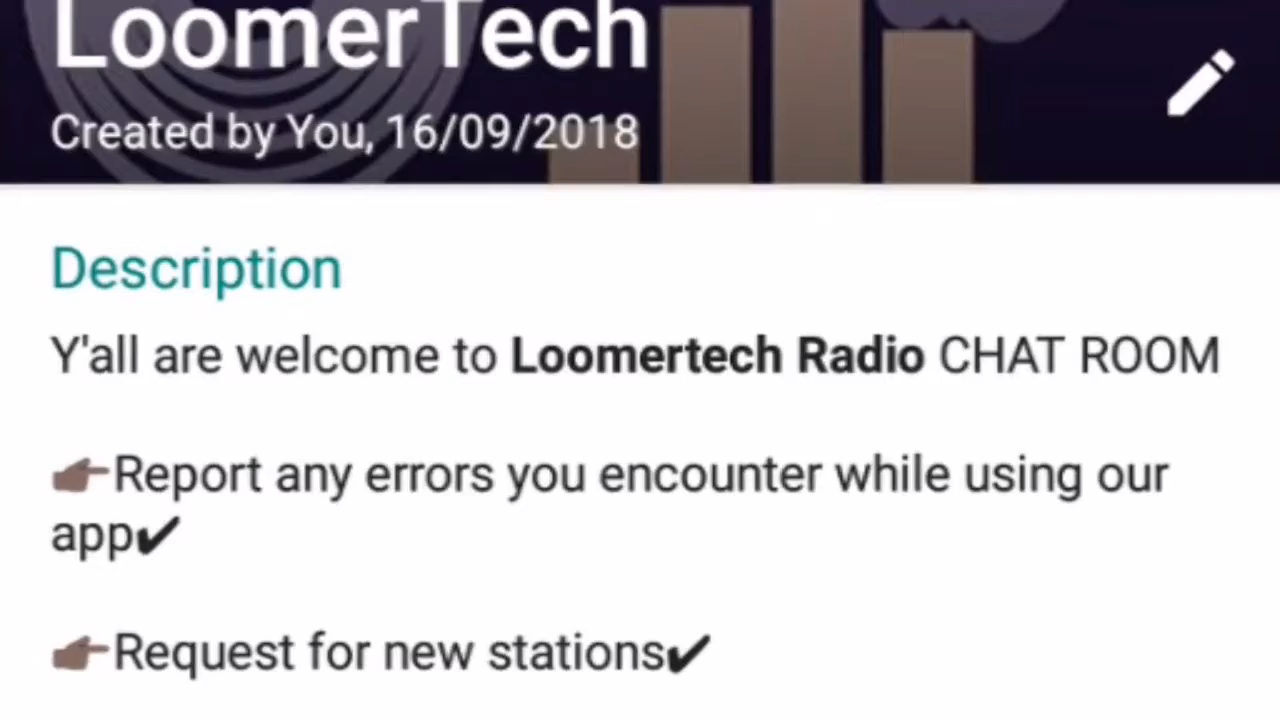 LoomerTech
Created by You, 16/09/2018
Description
Y'all are welcome to Loomertech Radio CHAT ROOM
👉🏾Report any errors you encounter while using our
app✔
👉🏾Request for new stations✔